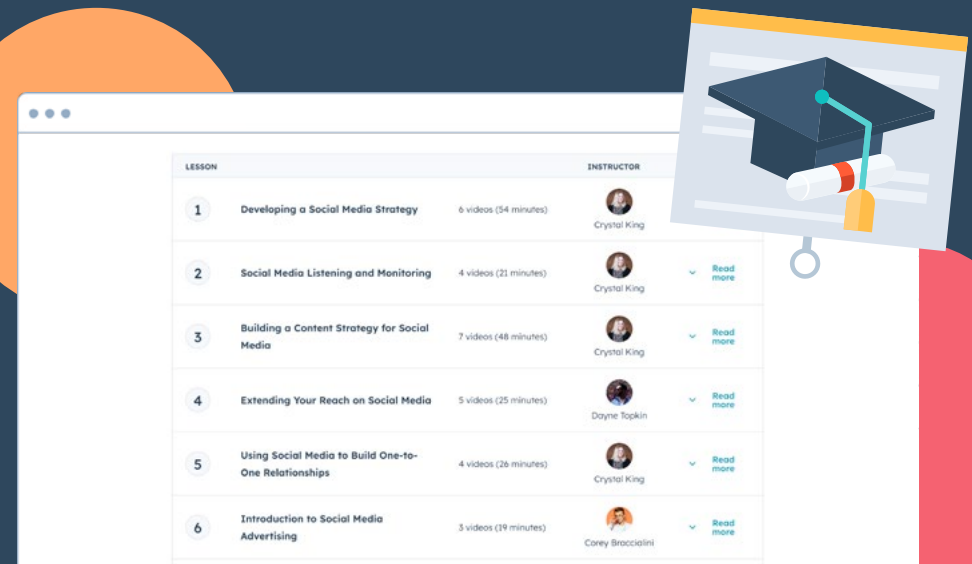 LESSON INSTRUCTOR
1 Developing a Social Media Strategy 6 videos (54 minutes) Crystal King
2 Social Media Listening and Monitoring 4 videos (21 minutes) Crystal King Read more
3 Building a Content Strategy for Social
Media 7 videos (48 minutes) Crystal King Read more
4 Extending Your Reach on Social Media 5 videos (25 minutes) Dayne Topkin Read more
5 Using Social Media to Build One-to-
One Relationships 4 videos (26 minutes) Crystal King Read more
6 Introduction to Social Media
Advertising 3 videos (19 minutes) Corey Braccialini Read more